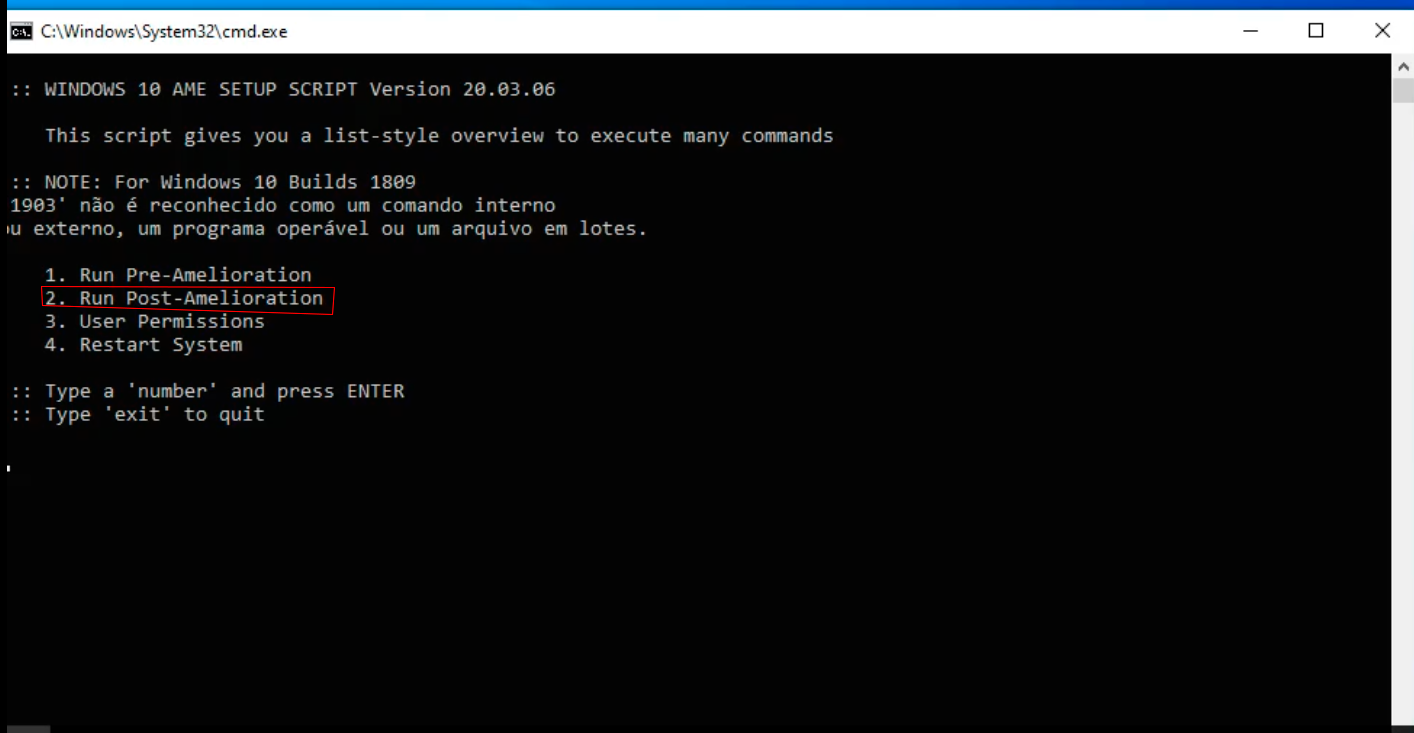 C:\Windows\System32\cmd.exe
:: WINDOWS 10 AME SETUP SCRIPT Version 20.03.06
This script gives you a list-style overview to execute many commands
:: NOTE: For Windows 10 Builds 1809
1903' não é reconhecido como um comando interno
ou externo, um programa operável ou um arquivo em lotes.
1. Run Pre-Amelioration
2. Run Post-Amelioration
3. User Permissions
4. Restart System
:: Type a 'number' and press ENTER
:: Type 'exit' to quit